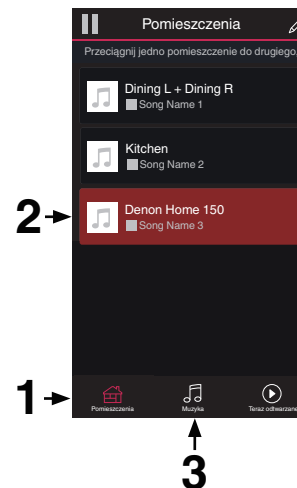 Pomieszczenia
Przeciągnij jedno pomieszczenie do drugiego,
Dining L + Dining R
Song Name 1
Kitchen
Song Name 2
2
Denon Home 150
Song Name 3
1
Pomieszczenia
Muzyka
Teraz odtwarzane
3